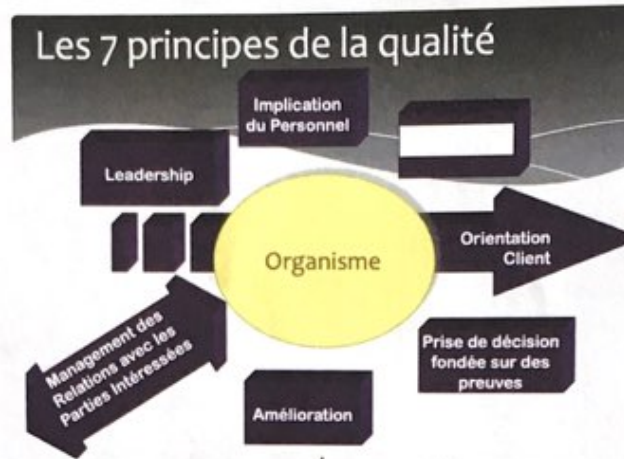 Les 7 principes de la qualité
Implication
du Personnel
Leadership
Organisme
Orientation
Client
Management des
Relations avec les
Parties Intéressées
Prise de décision
fondée sur des
preuves
Amélioration